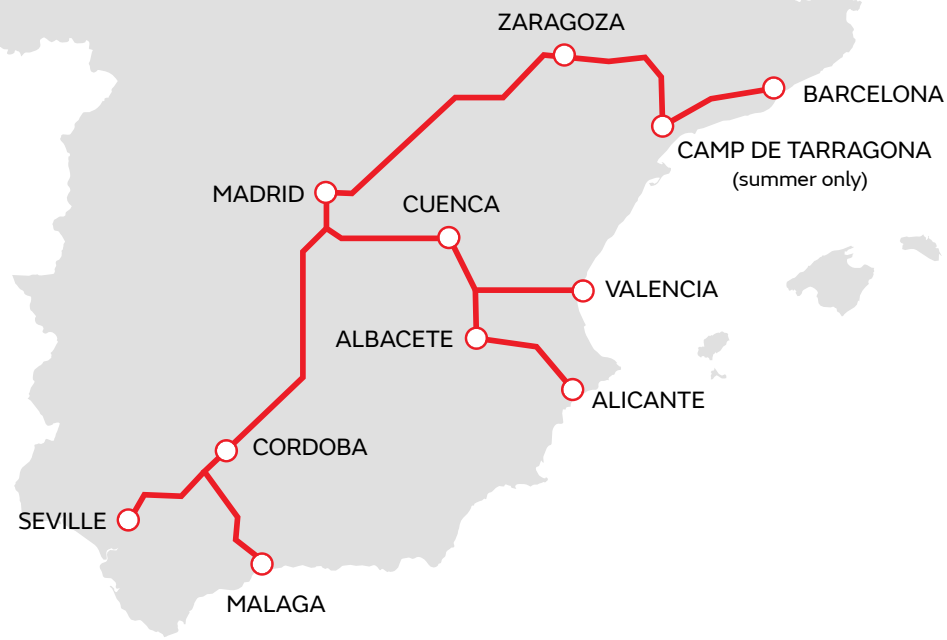 ZARAGOZA
BARCELONA
CAMP DE TARRAGONA
(summer only)
MADRID
CUENCA
VALENCIA
ALBACETE
ALICANTE
CORDOBA
SEVILLE
MALAGA